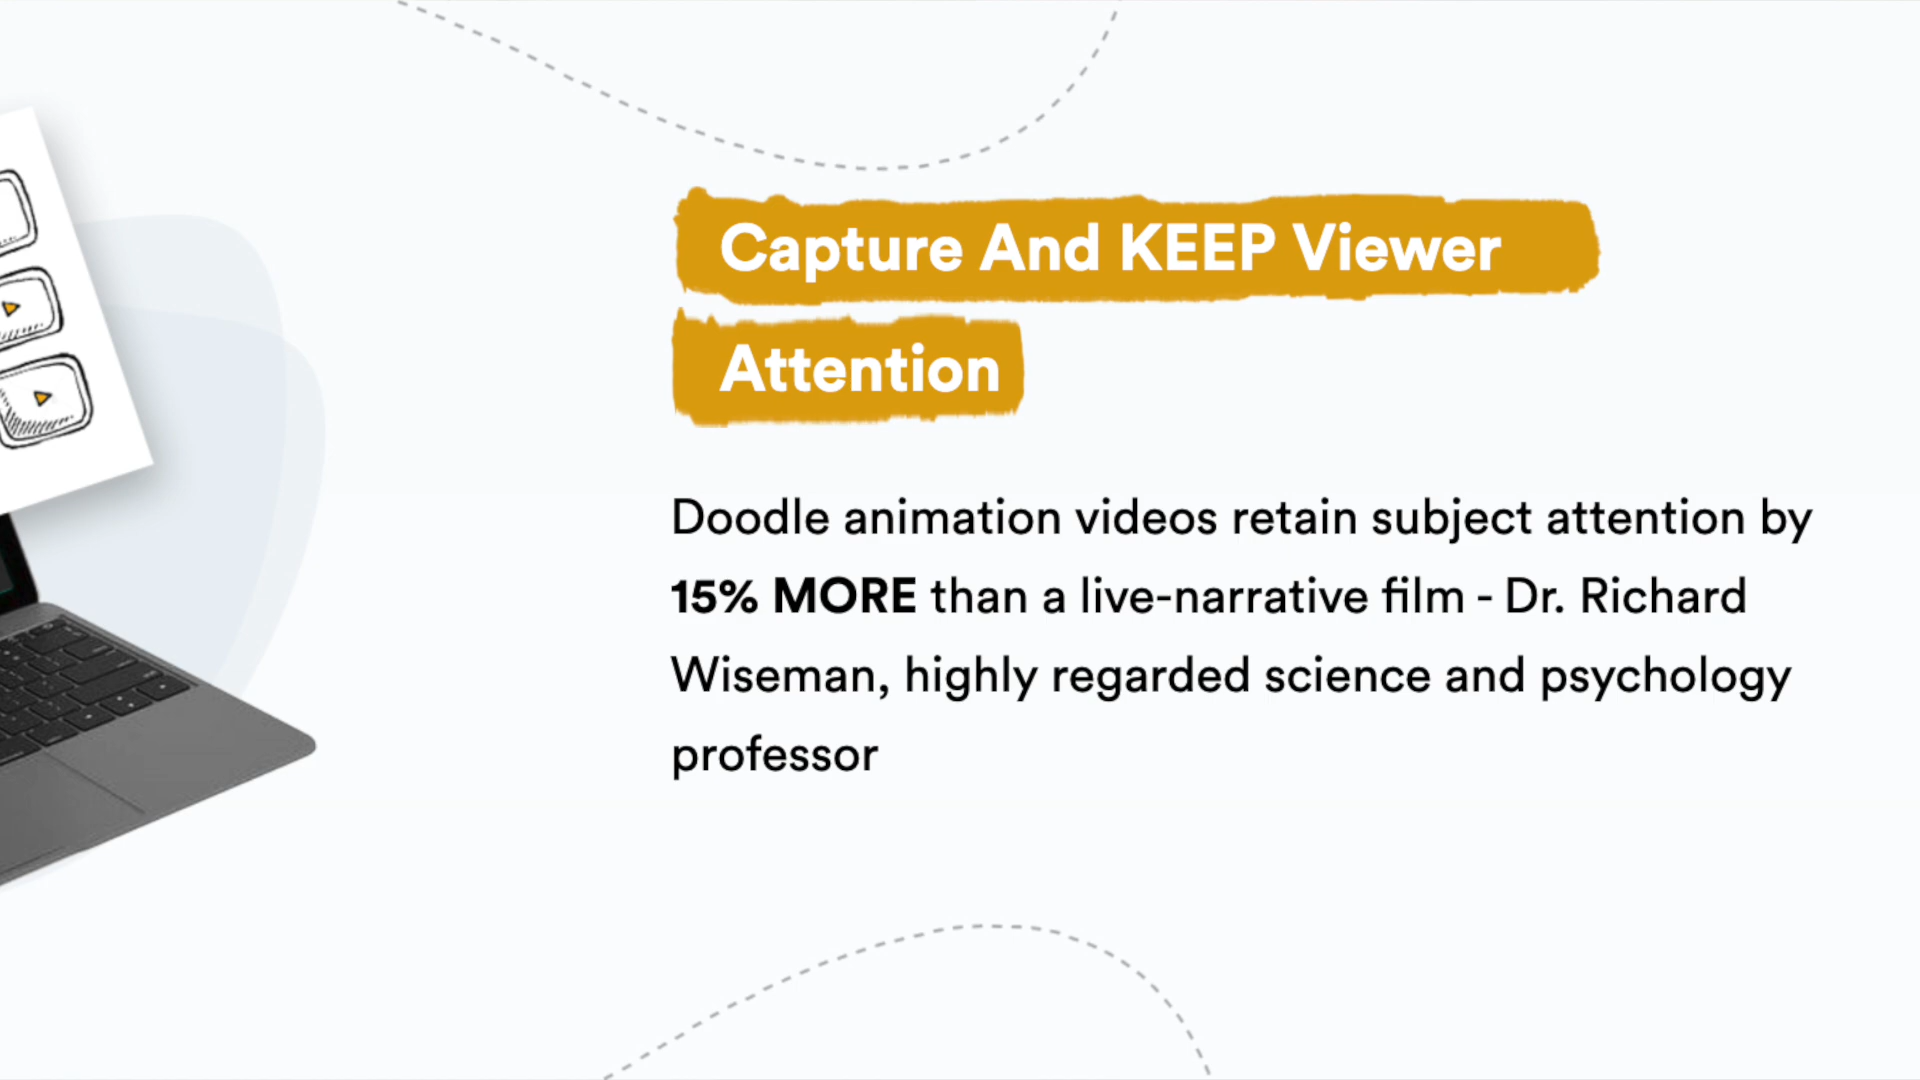 Capture And KEEP Viewer
Attention
Doodle animation videos retain subject attention by
15% MORE than a live-narrative film - Dr. Richard
Wiseman, highly regarded science and psychology
professor